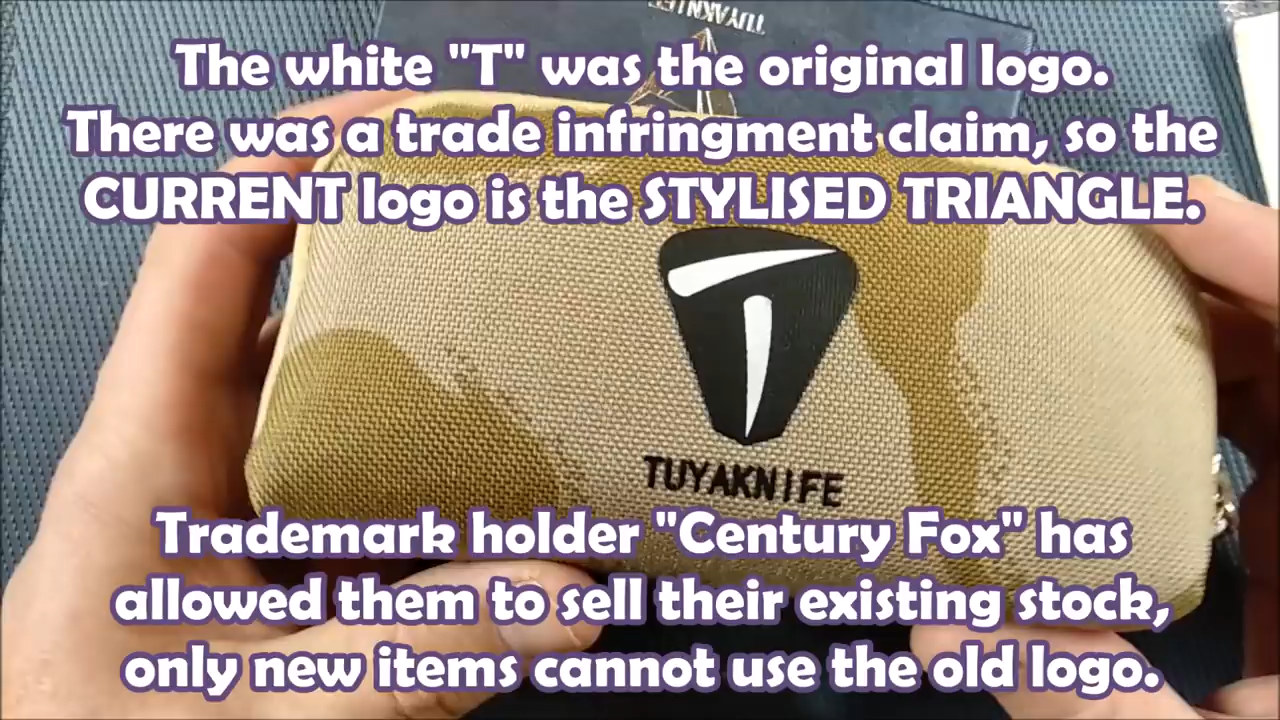 TUYAKNIFE
The white "T" was the original logo.
There was a trade infringment claim, so the
CURRENT logo is the STYLISED TRIANGLE.
TUYAKNIFE
Trademark holder "Century Fox" has
allowed them to sell their existing stock,
only new items cannot use the old logo.